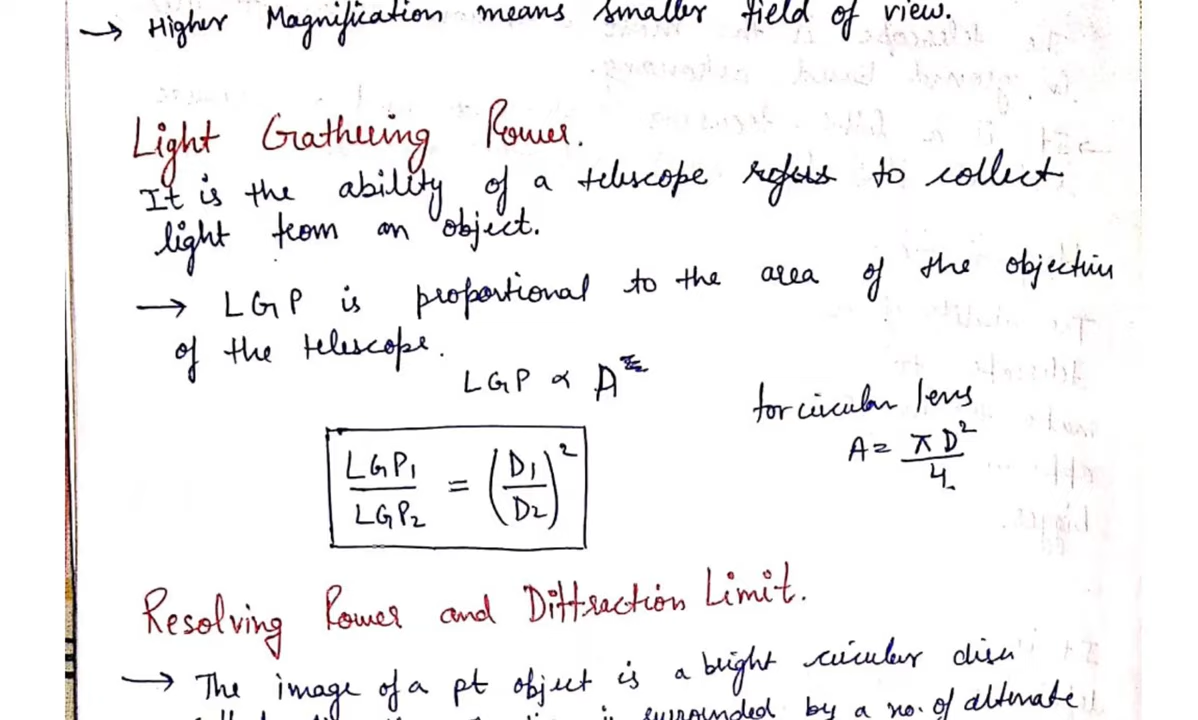 → Higher Magnification means smaller field of view.
Light Gathering Power.
It is the ability of a telescope refers to collect
light from an object.
→ LGP is proportional to the area of the objective
of the telescope.
LGP ∝ A
for circular lens
A = πD²/4
LGP₁/LGP₂ = (D₁/D₂)²
Resolving Power and Diffraction Limit.
→ The image of a pt object is a bright circular disc
surrounded by a no. of alternate